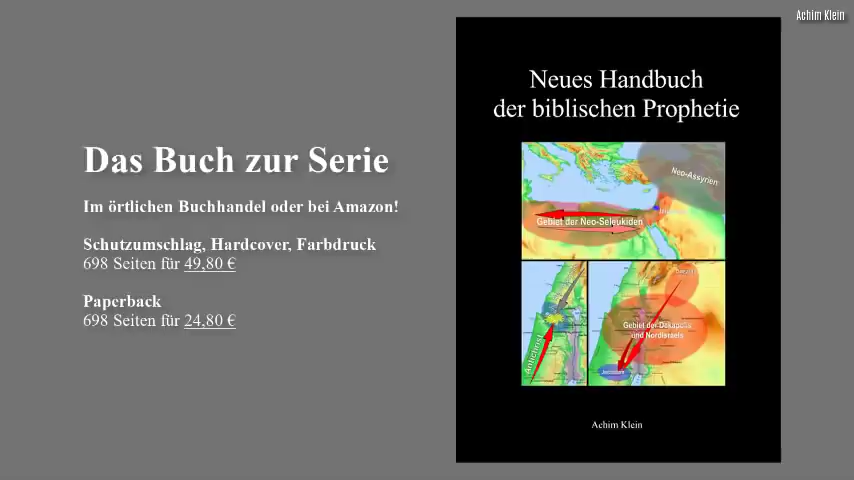 Achim Klein
Das Buch zur Serie
Im örtlichen Buchhandel oder bei Amazon!
Schutzumschlag, Hardcover, Farbdruck
698 Seiten für 49,80 €
Paperback
698 Seiten für 24,80 €
Neues Handbuch
der biblischen Prophetie
Neo-Assyrien
Gebiet der Neo-Seleukiden
Antichrist
Gebiet der Dekapolis
und Nordisraels
Jerusalem
Achim Klein